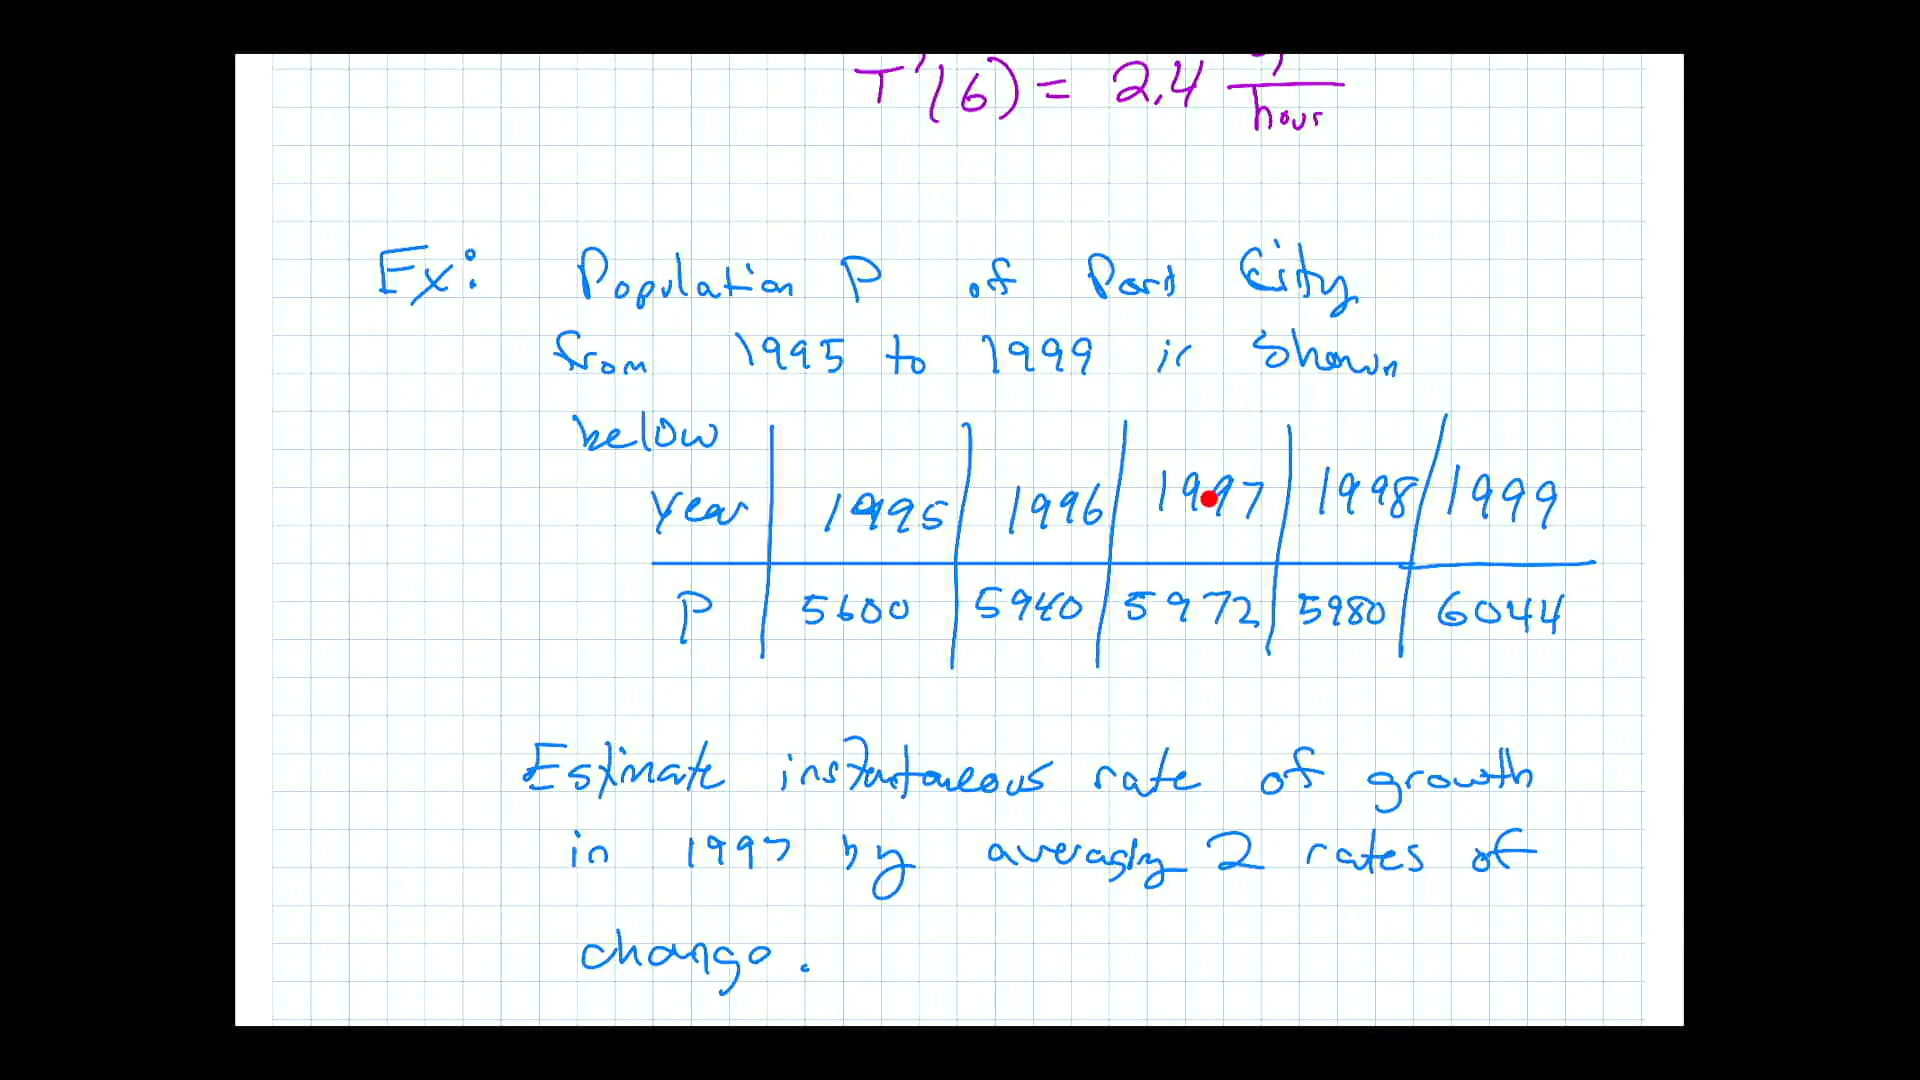 T'(6) = 2.4 /hour
Ex: Population P of Port City
from 1995 to 1999 is shown
below
year 1995 1996 1997 1998 1999
P 5600 5940 5972 5980 6044
Estimate instantaneous rate of growth
in 1997 by averagly 2 rates of
change.